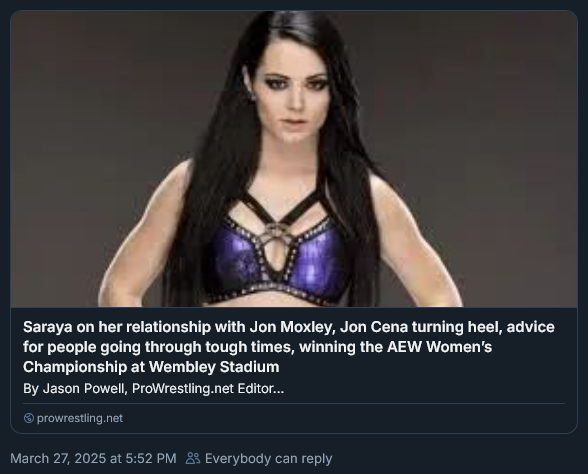 Saraya on her relationship with Jon Moxley, Jon Cena turning heel, advice
for people going through tough times, winning the AEW Women's
Championship at Wembley Stadium
By Jason Powell, ProWrestling.net Editor...
prowrestling.net
March 27, 2025 at 5:52 PM Everybody can reply